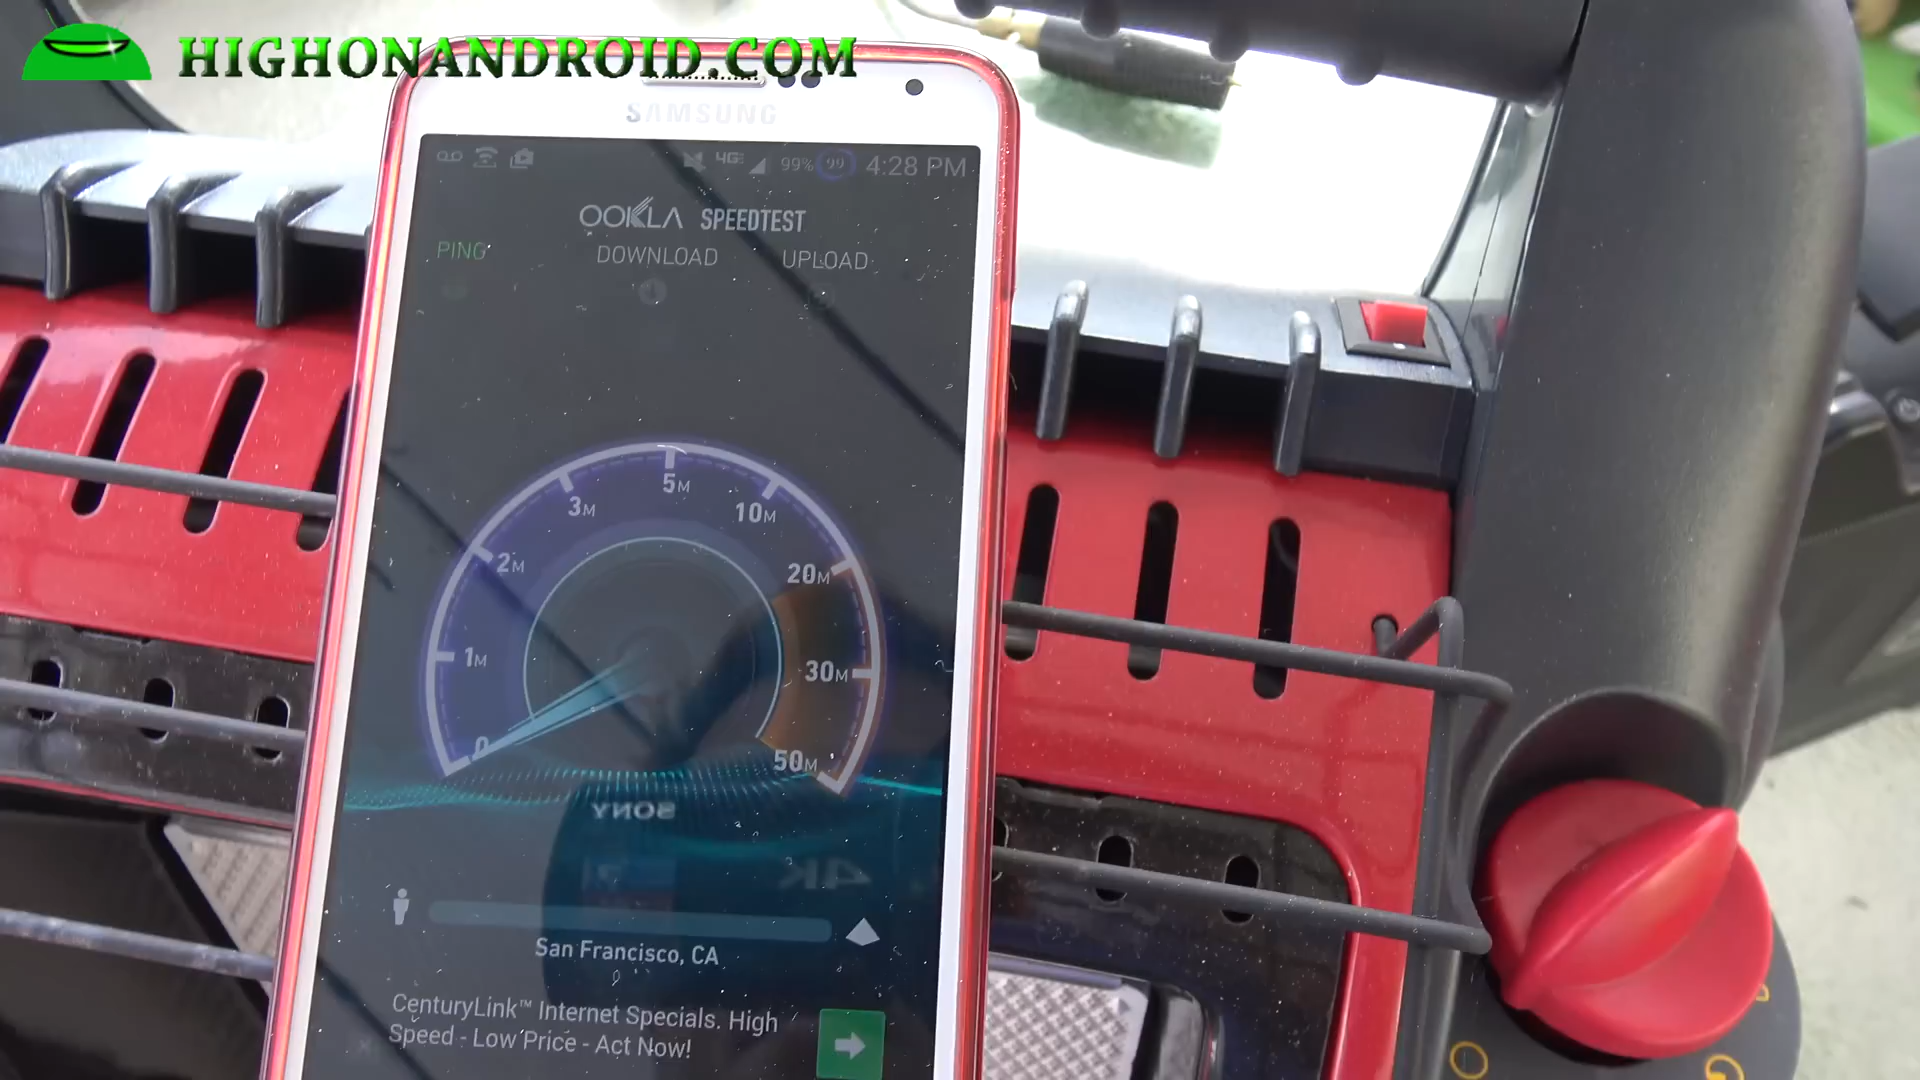 HIGHONANDROID.COM
SAMSUNG
4G 99% 99 4:28 PM
OOKLA SPEEDTEST
PING DOWNLOAD UPLOAD
5M
3M 10M
2M 20M
1M 30M
0 50M
SONY
4K
San Francisco, CA
CenturyLink™ Internet Specials. High
Speed - Low Price - Act Now!